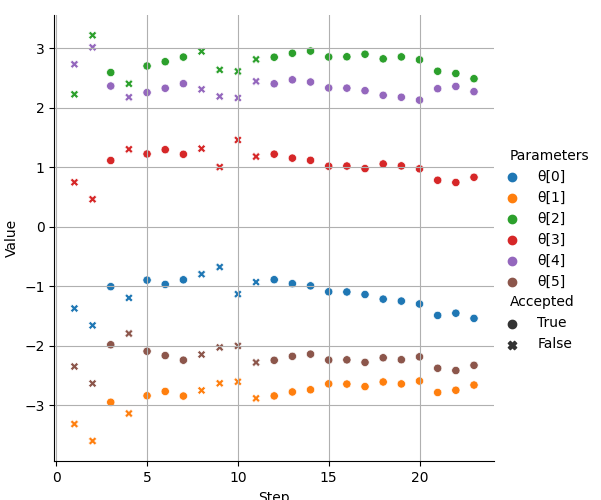 3
2
1
0
−1
−2
−3
Value
0
5
10
15
20
Step
Parameters
θ[0]
θ[1]
θ[2]
θ[3]
θ[4]
θ[5]
Accepted
True
False